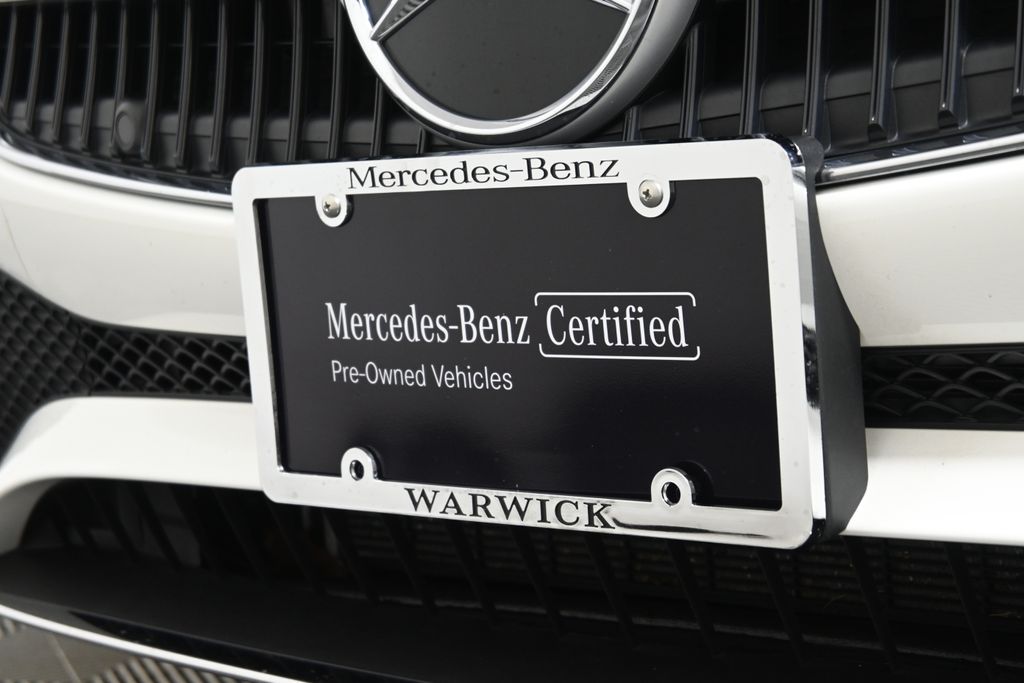 Mercedes-Benz
Mercedes-Benz Certified
Pre-Owned Vehicles
WARWICK